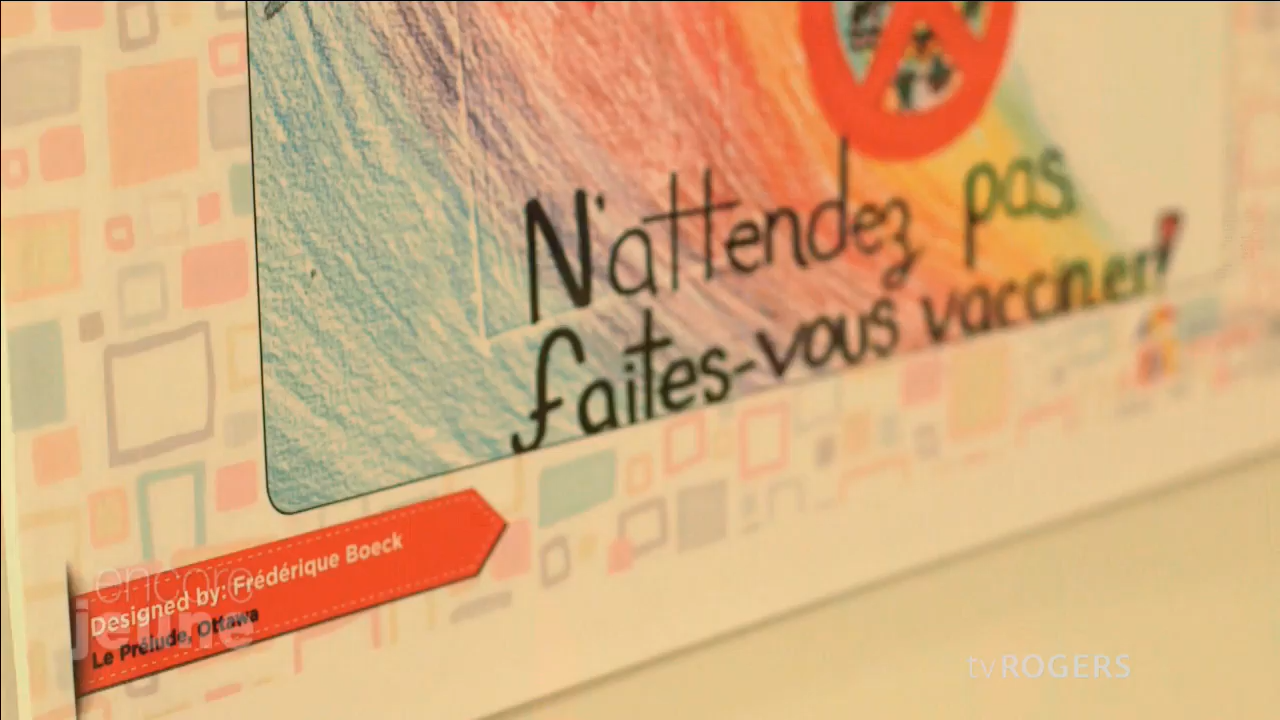 N'attendez pas
faites-vous vacciner!
Designed by: Frédérique Boeck
Le Prélude, Ottawa
encore
jeune
tvROGERS